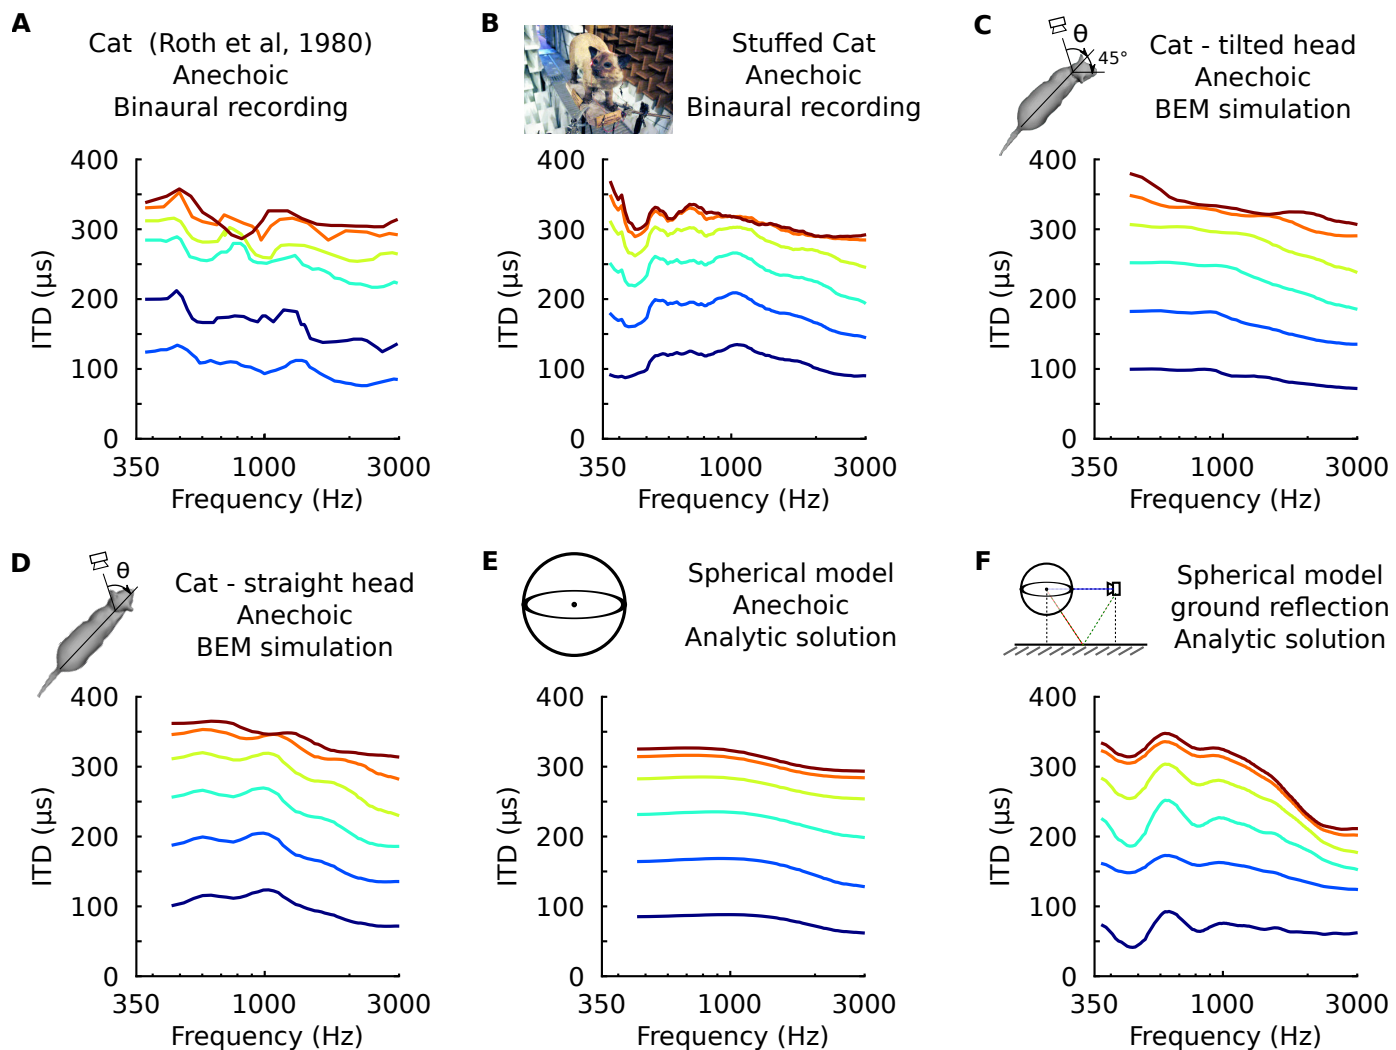 A
Cat (Roth et al, 1980)
Anechoic
Binaural recording
ITD (µs)
400
300
200
100
0
350
1000
3000
Frequency (Hz)
B
Stuffed Cat
Anechoic
Binaural recording
ITD (µs)
400
300
200
100
0
350
1000
3000
Frequency (Hz)
C
θ
45°
Cat - tilted head
Anechoic
BEM simulation
ITD (µs)
400
300
200
100
0
350
1000
3000
Frequency (Hz)
D
θ
Cat - straight head
Anechoic
BEM simulation
ITD (µs)
400
300
200
100
0
350
1000
3000
Frequency (Hz)
E
Spherical model
Anechoic
Analytic solution
ITD (µs)
400
300
200
100
0
350
1000
3000
Frequency (Hz)
F
Spherical model
ground reflection
Analytic solution
ITD (µs)
400
300
200
100
0
350
1000
3000
Frequency (Hz)